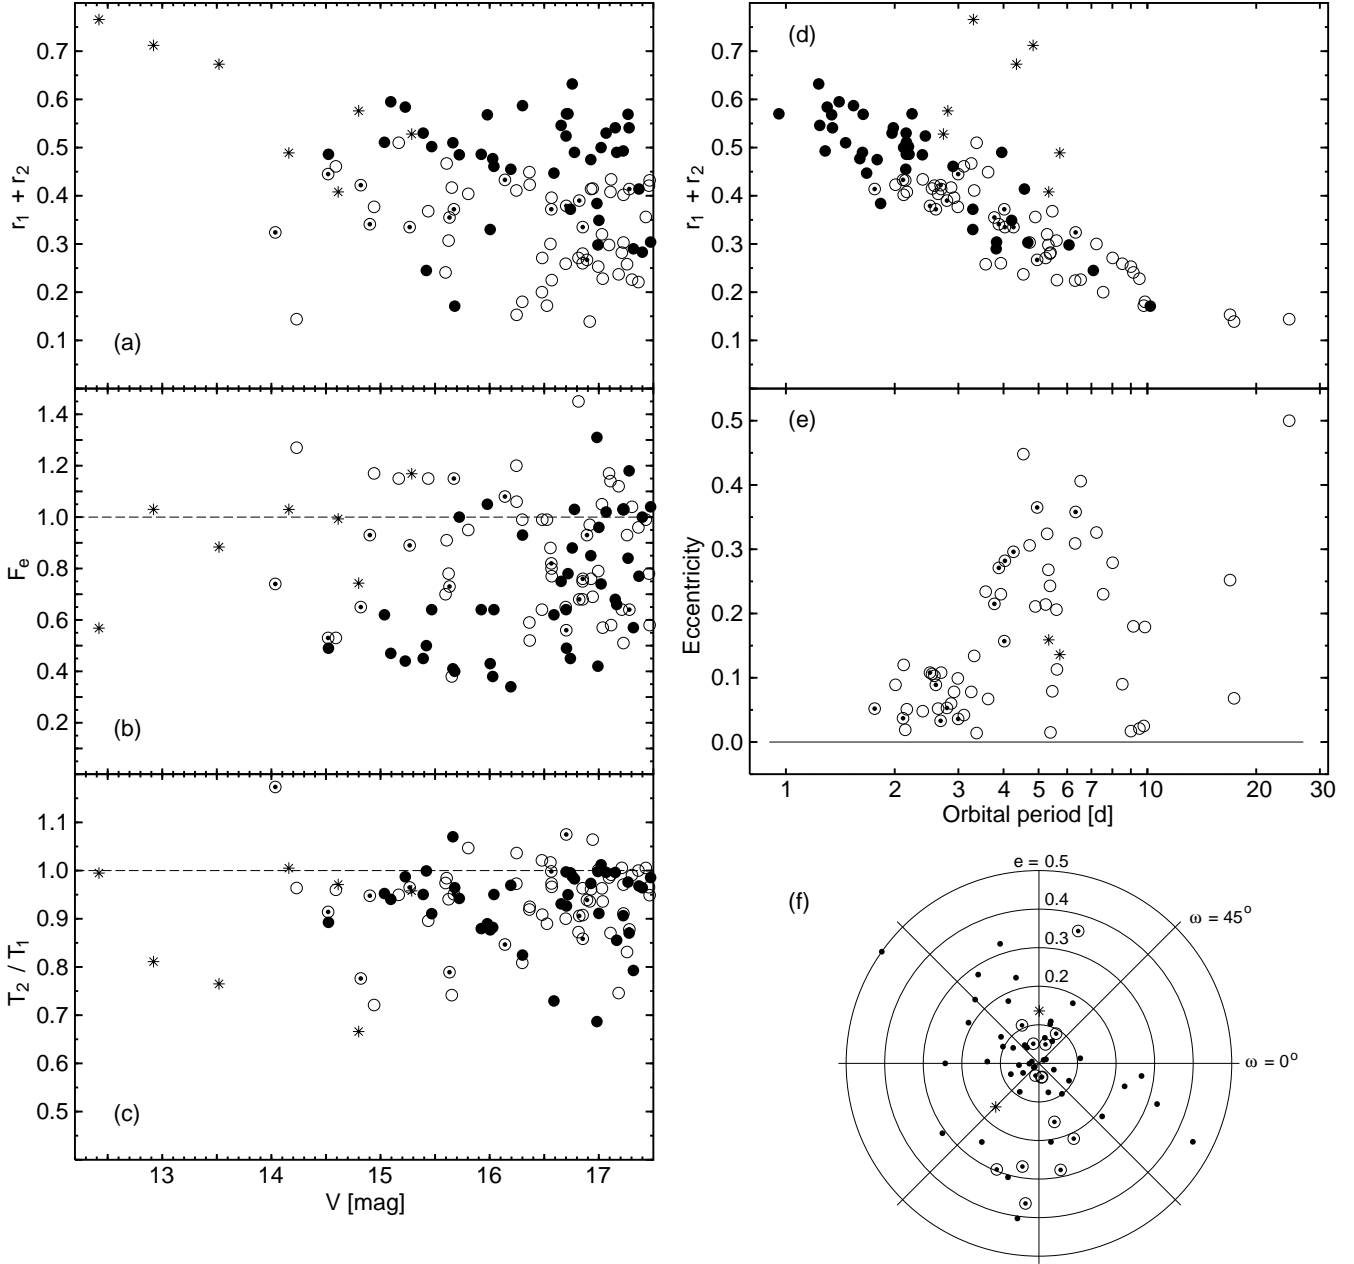 0.7
0.6
0.5
0.4
0.3
0.2
0.1
r1 + r2
(a)
1.4
1.2
1.0
0.8
0.6
0.4
0.2
Fe
(b)
1.1
1.0
0.9
0.8
0.7
0.6
0.5
T2 / T1
(c)
13 14 15 16 17
V [mag]
0.7
0.6
0.5
0.4
0.3
0.2
0.1
r1 + r2
(d)
0.5
0.4
0.3
0.2
0.1
0.0
Eccentricity
(e)
1 2 3 4 5 6 7 10 20 30
Orbital period [d]
(f)
e = 0.5
0.4
0.3
0.2
ω = 45°
ω = 0°